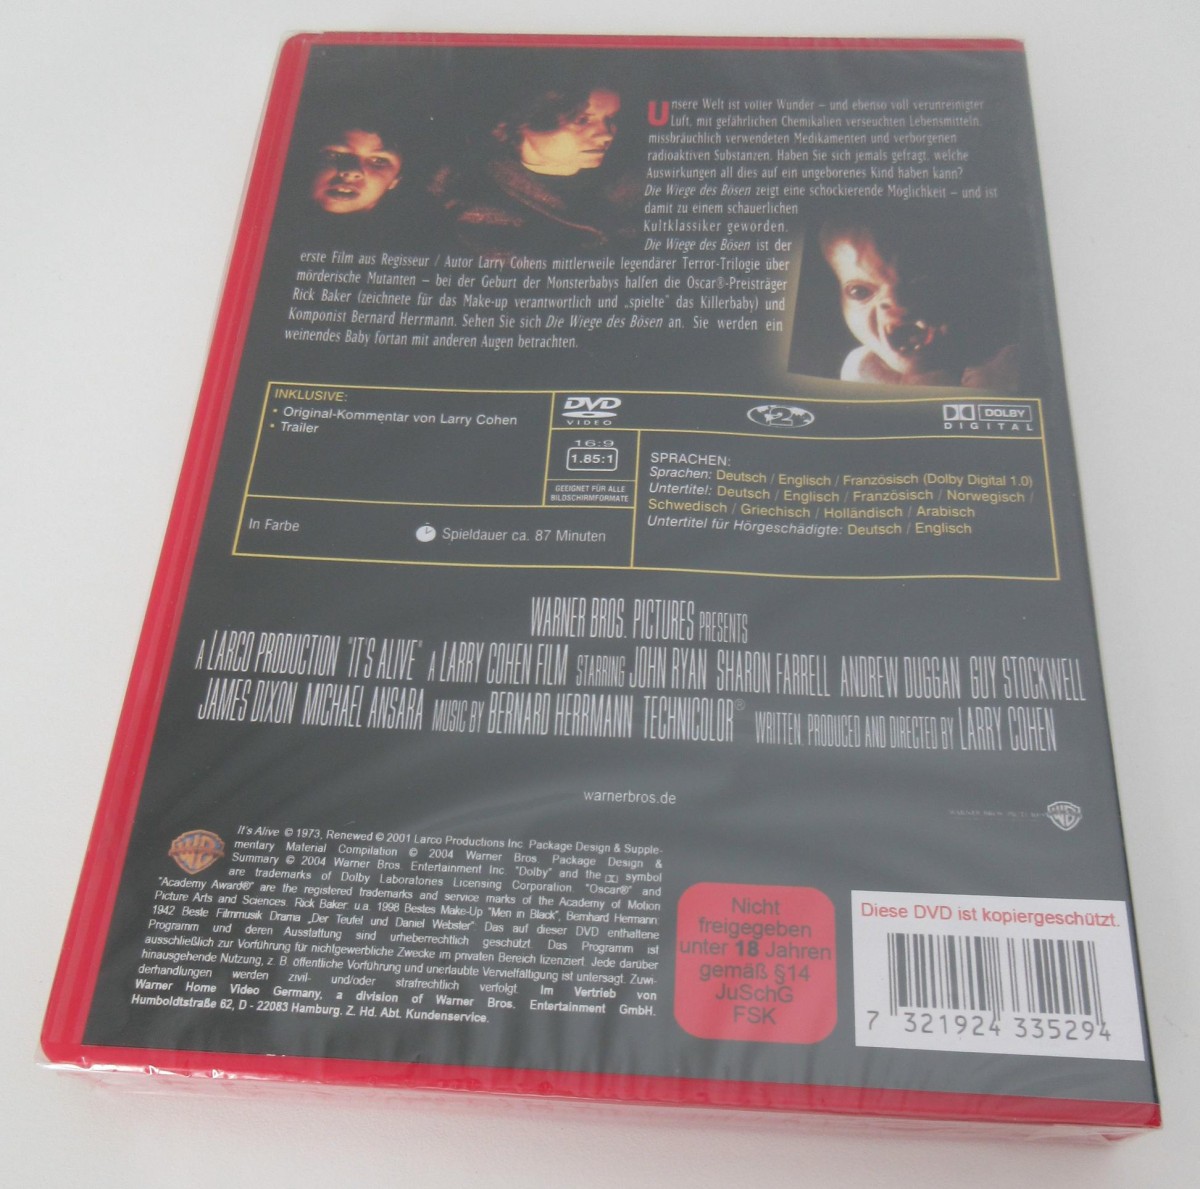 Unsere Welt ist voller Wunder – und ebenso voll verunreinigter
Luft, mit gefährlichen Chemikalien verseuchten Lebensmitteln,
missbräuchlich verwendeten Medikamenten und verborgenen
radioaktiven Substanzen. Haben Sie sich jemals gefragt, welche
Auswirkungen all dies auf ein ungeborenes Kind haben kann?
Die Wiege des Bösen zeigt eine schockierende Möglichkeit – und ist
damit zu einem schauerlichen
Kultklassiker geworden.
Die Wiege des Bösen ist der
erste Film aus Regisseur / Autor Larry Cohens mittlerweile legendärer Terror-Trilogie über
mörderische Mutanten – bei der Geburt der Monsterbabys halfen die Oscar®-Preisträger
Rick Baker (zeichnete für das Make-up verantwortlich und „spielte“ das Killerbaby) und
Komponist Bernard Herrmann. Sehen Sie sich Die Wiege des Bösen an. Sie werden ein
weinendes Baby fortan mit anderen Augen betrachten.
INKLUSIVE:
• Original-Kommentar von Larry Cohen
• Trailer
In Farbe
Spieldauer ca. 87 Minuten
DVD
VIDEO
2
DOLBY
DIGITAL
16:9
1.85:1
GEEIGNET FÜR ALLE
BILDSCHIRMFORMATE
SPRACHEN:
Sprachen: Deutsch / Englisch / Französisch (Dolby Digital 1.0)
Untertitel: Deutsch / Englisch / Französisch / Norwegisch /
Schwedisch / Griechisch / Holländisch / Arabisch
Untertitel für Hörgeschädigte: Deutsch / Englisch
WARNER BROS. PICTURES PRESENTS
A LARCO PRODUCTION "IT'S ALIVE" A LARRY COHEN FILM STARRING JOHN RYAN SHARON FARRELL ANDREW DUGGAN GUY STOCKWELL
JAMES DIXON MICHAEL ANSARA MUSIC BY BERNARD HERRMANN TECHNICOLOR® WRITTEN, PRODUCED AND DIRECTED BY LARRY COHEN
warnerbros.de
WARNER BROS. PICTURES
WB
It's Alive © 1973, Renewed © 2001 Larco Productions Inc. Package Design & Supple-
mentary Material Compilation © 2004 Warner Bros. Package Design &
Summary © 2004 Warner Bros. Entertainment Inc. "Dolby" and the symbol
are trademarks of Dolby Laboratories Licensing Corporation. "Oscar®" and
"Academy Award®" are the registered trademarks and service marks of the Academy of Motion
Picture Arts and Sciences. Rick Baker: u.a. 1998 Bestes Make-Up "Men in Black", Bernhard Hermann:
1942 Beste Filmmusik Drama „Der Teufel und Daniel Webster“. Das auf dieser DVD enthaltene
Programm und deren Ausstattung sind urheberrechtlich geschützt. Das Programm ist
ausschließlich zur Vorführung für nichtgewerbliche Zwecke im privaten Bereich lizenziert. Jede darüber
hinausgehende Nutzung, z. B. öffentliche Vorführung und unerlaubte Vervielfältigung ist untersagt. Zuwi-
derhandlungen werden zivil- und/oder strafrechtlich verfolgt. Im Vertrieb von
Warner Home Video Germany, a division of Warner Bros. Entertainment GmbH.
Humboldtstraße 62, D - 22083 Hamburg. Z. Hd. Abt. Kundenservice.
Nicht
freigegeben
unter 18 Jahren
gemäß §14
JuSchG
FSK
Diese DVD ist kopiergeschützt.
7 321924 335294